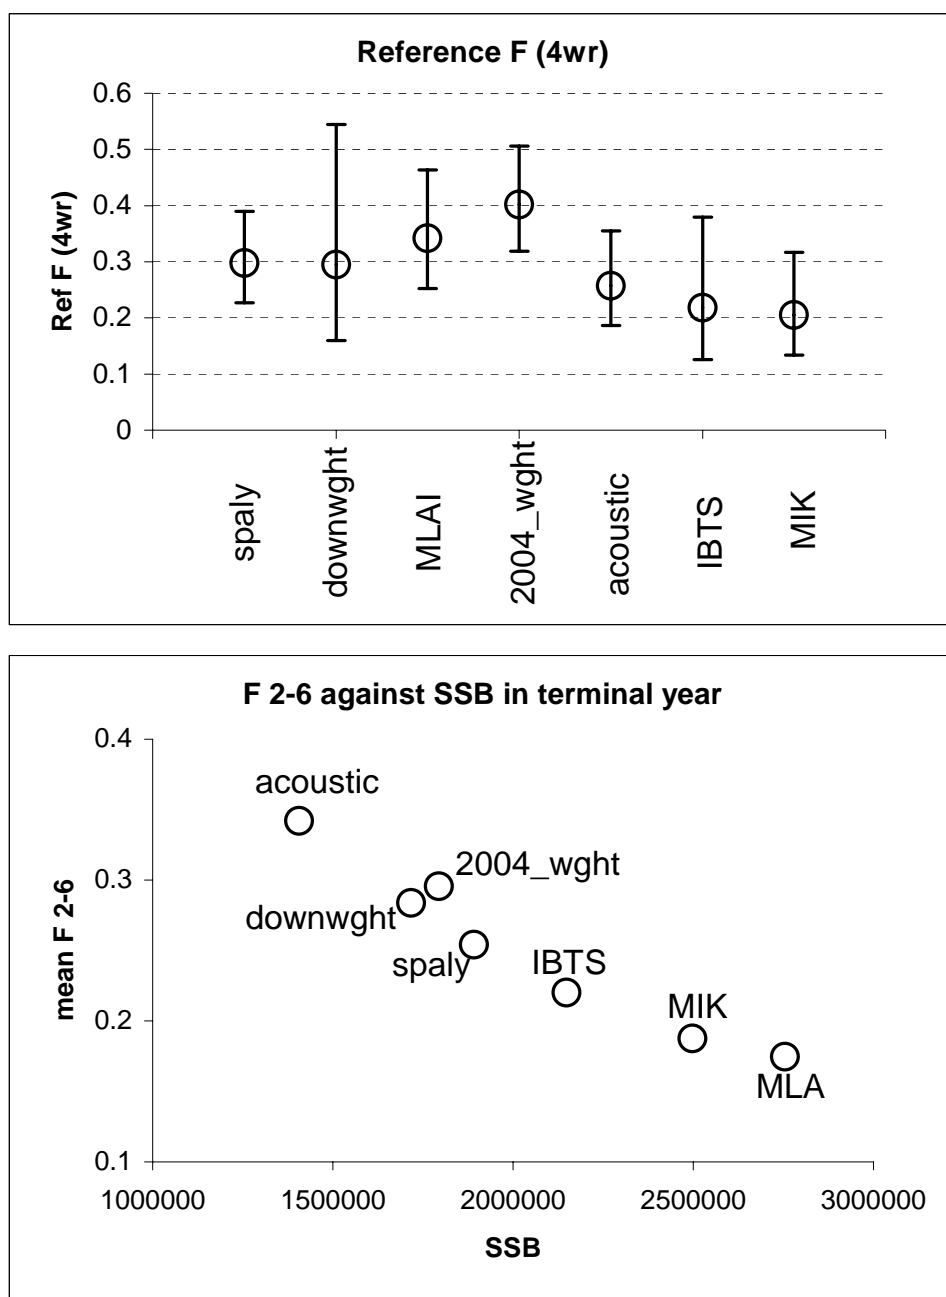 Reference F (4wr)
Ref F (4wr)
0.6
0.5
0.4
0.3
0.2
0.1
0
spaly
downwght
MLAI
2004_wght
acoustic
IBTS
MIK
F 2-6 against SSB in terminal year
mean F 2-6
0.4
0.3
0.2
0.1
acoustic
2004_wght
downwght
spaly
IBTS
MIK
MLA
1000000 1500000 2000000 2500000 3000000
SSB